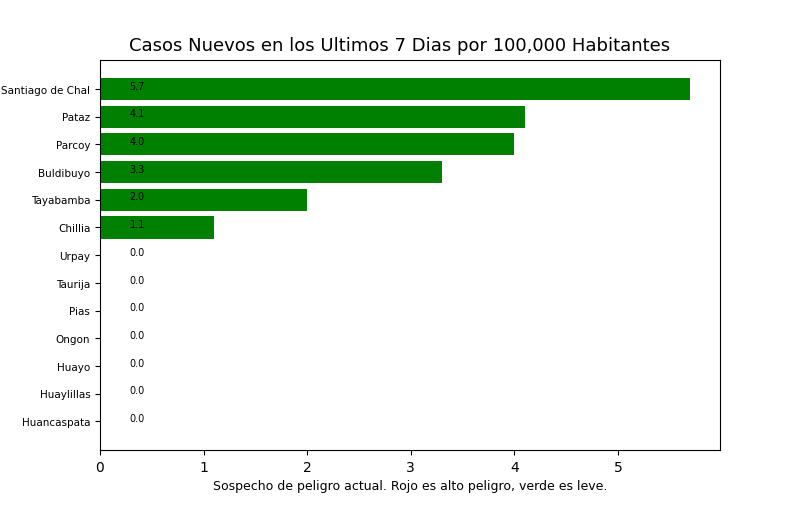 Casos Nuevos en los Ultimos 7 Dias por 100,000 Habitantes
Santiago de Chal 5.7
Pataz 4.1
Parcoy 4.0
Buldibuyo 3.3
Tayabamba 2.0
Chillia 1.1
Urpay 0.0
Taurija 0.0
Pias 0.0
Ongon 0.0
Huayo 0.0
Huaylillas 0.0
Huancaspata 0.0
0 1 2 3 4 5
Sospecho de peligro actual. Rojo es alto peligro, verde es leve.